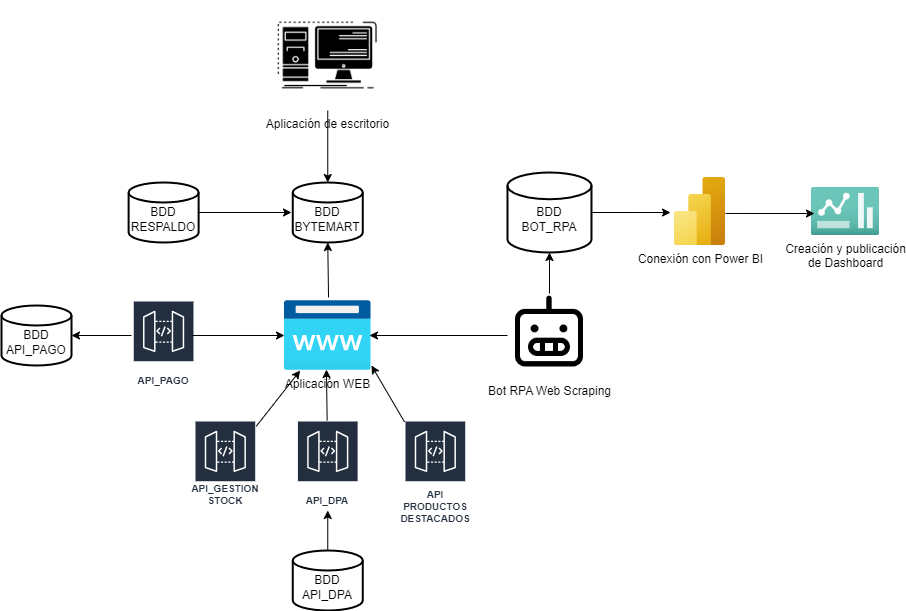 Aplicación de escritorio
BDD
RESPALDO
BDD
BYTEMART
BDD
BOT_RPA
Conexión con Power BI
Creación y publicación
de Dashboard
BDD
API_PAGO
API_PAGO
WWW
Aplicación WEB
Bot RPA Web Scraping
API_GESTION
STOCK
API_DPA
API
PRODUCTOS
DESTACADOS
BDD
API_DPA